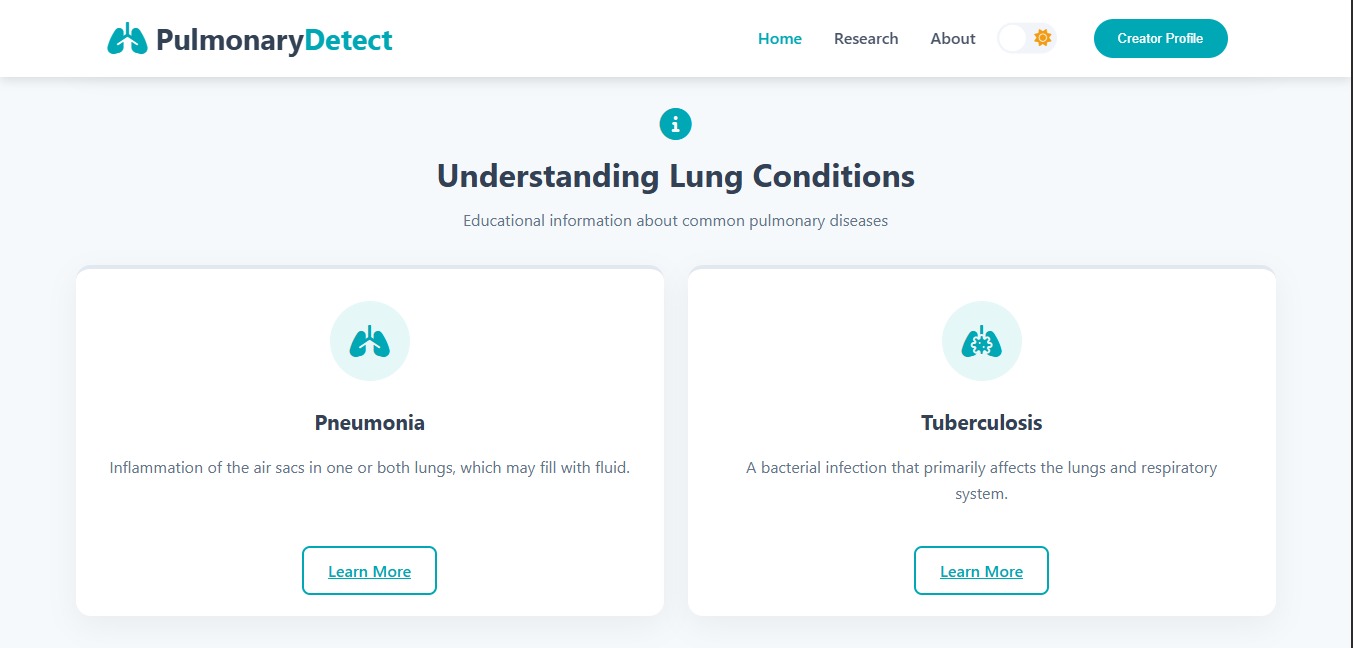 PulmonaryDetect
Home
Research
About
Creator Profile
Understanding Lung Conditions
Educational information about common pulmonary diseases
Pneumonia
Inflammation of the air sacs in one or both lungs, which may fill with fluid.
Learn More
Tuberculosis
A bacterial infection that primarily affects the lungs and respiratory
system.
Learn More